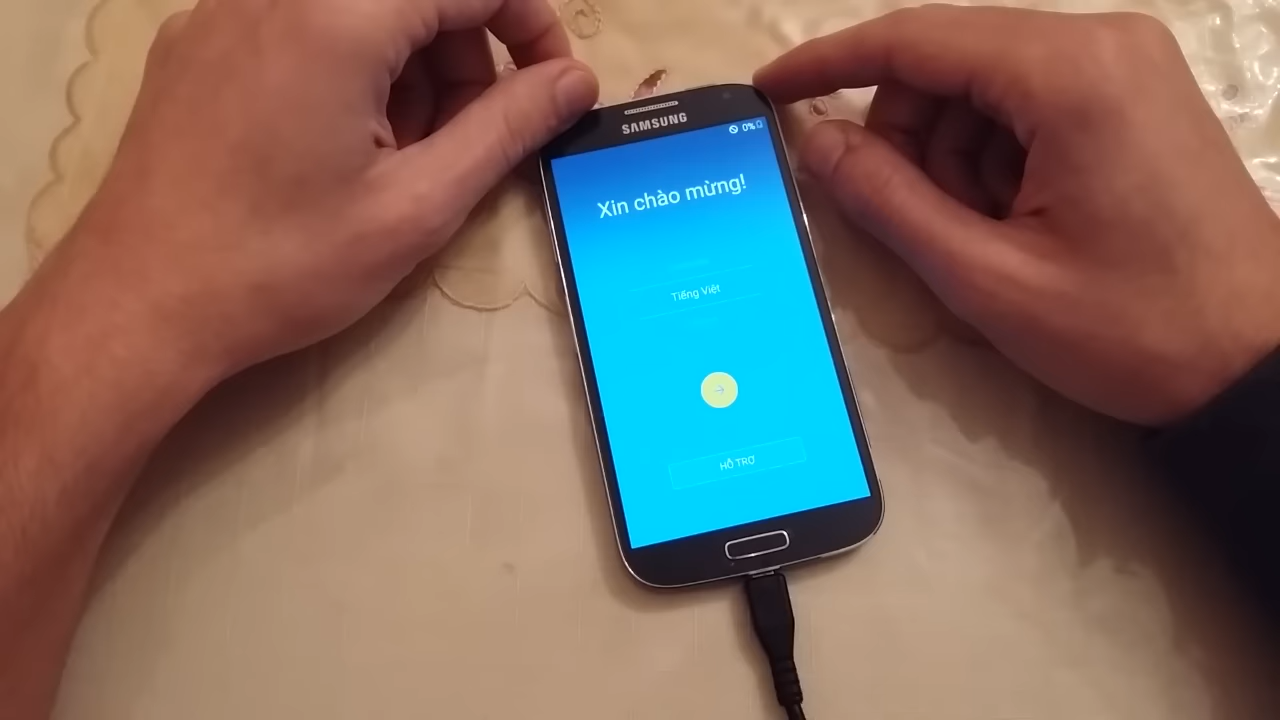 SAMSUNG
0%
Xin chào mừng!
Tiếng Việt
HỖ TRỢ